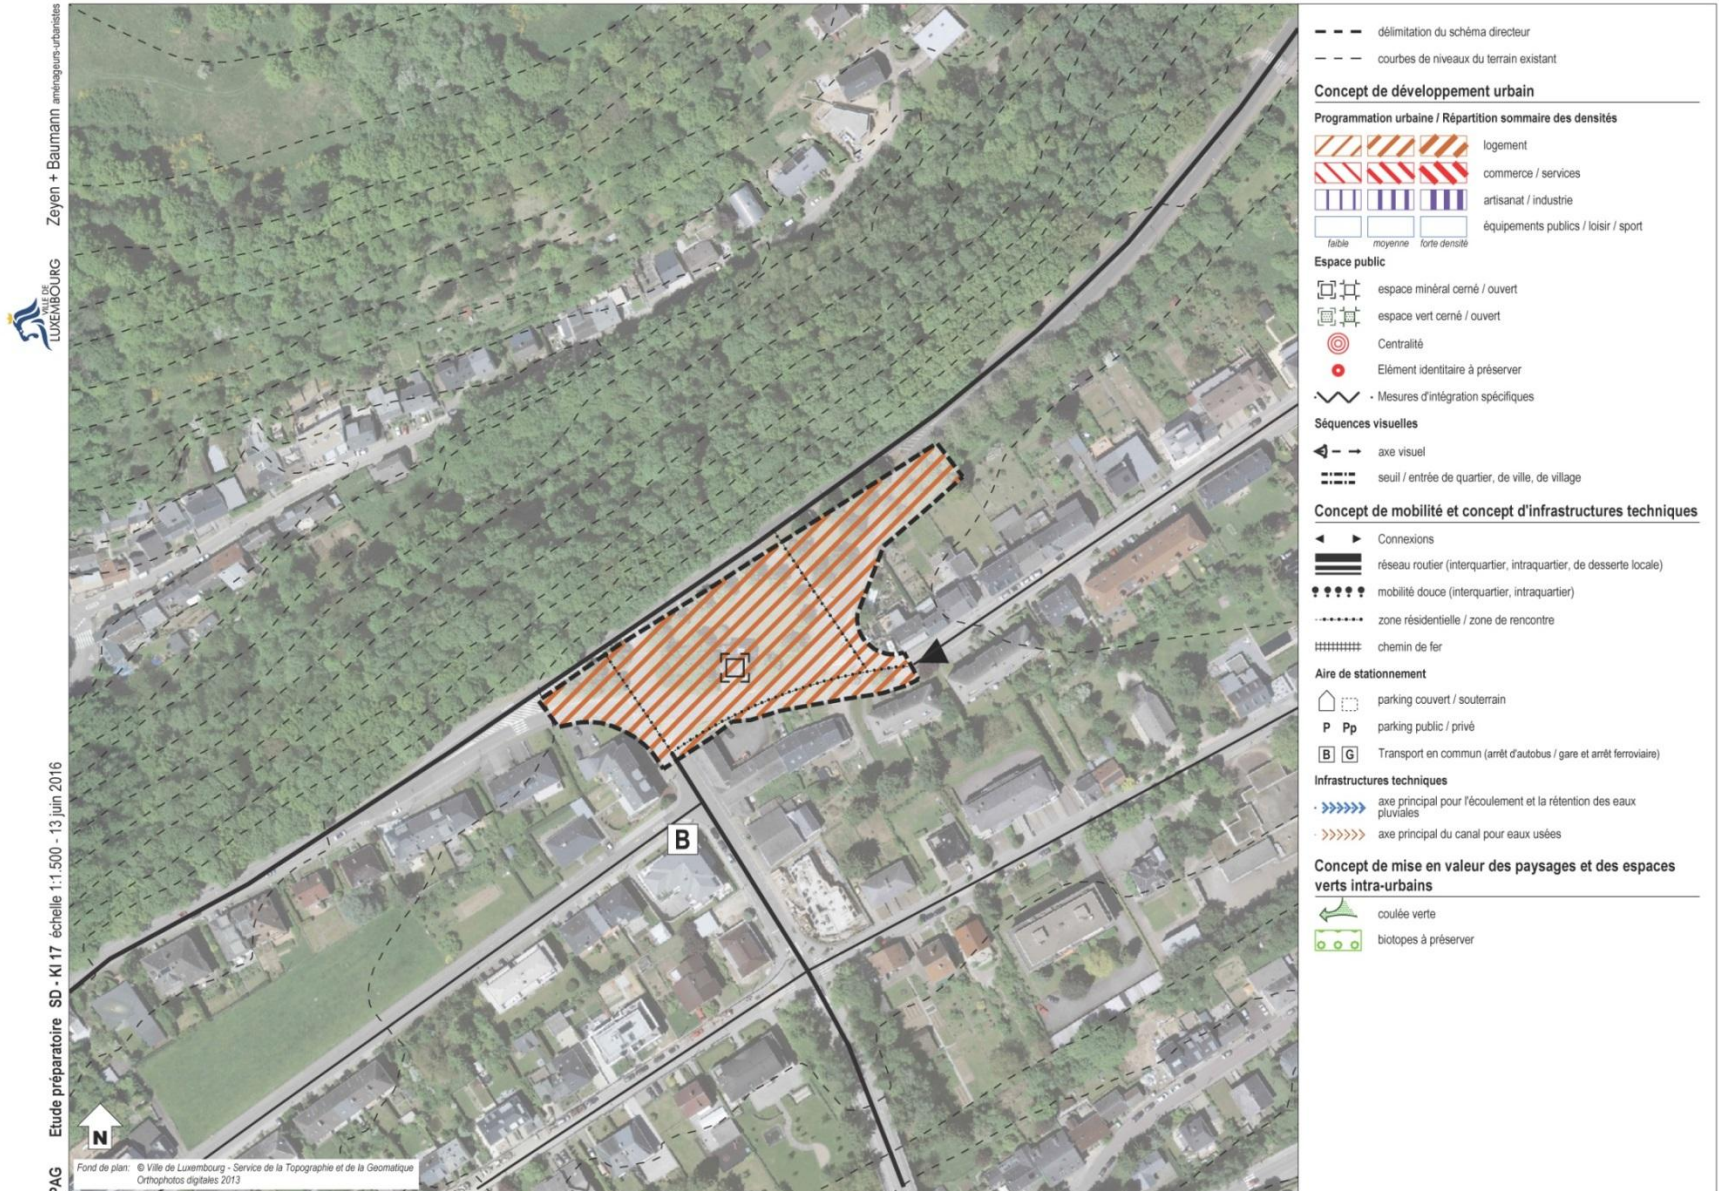 Zeyen + Baumann aménageurs-urbanistes
VILLE DE
LUXEMBOURG
PAG Etude préparatoire SD - KI 17 échelle 1:1.500 - 13 juin 2016
B
N
Fond de plan: © Ville de Luxembourg - Service de la Topographie et de la Geomatique
Orthophotos digitales 2013
délimitation du schéma directeur
courbes de niveaux du terrain existant
Concept de développement urbain
Programmation urbaine / Répartition sommaire des densités
logement
commerce / services
artisanat / industrie
équipements publics / loisir / sport
faible moyenne forte densité
Espace public
espace minéral cerné / ouvert
espace vert cerné / ouvert
Centralité
Elément identitaire à préserver
Mesures d'intégration spécifiques
Séquences visuelles
axe visuel
seuil / entrée de quartier, de ville, de village
Concept de mobilité et concept d'infrastructures techniques
Connexions
réseau routier (interquartier, intraquartier, de desserte locale)
mobilité douce (interquartier, intraquartier)
zone résidentielle / zone de rencontre
chemin de fer
Aire de stationnement
parking couvert / souterrain
P Pp parking public / privé
B G Transport en commun (arrêt d'autobus / gare et arrêt ferroviaire)
Infrastructures techniques
axe principal pour l'écoulement et la rétention des eaux
pluviales
axe principal du canal pour eaux usées
Concept de mise en valeur des paysages et des espaces
verts intra-urbains
coulée verte
biotopes à préserver